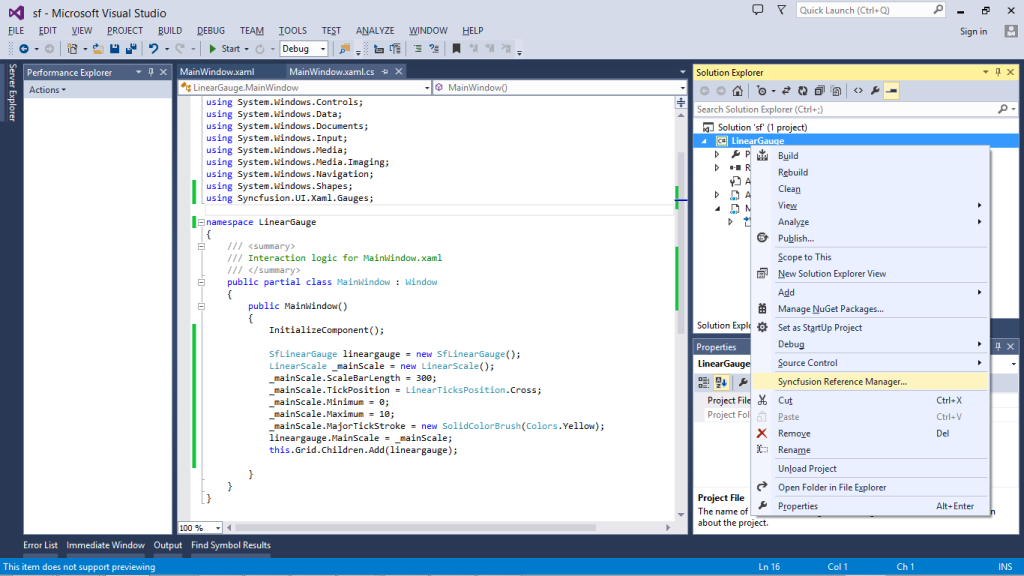 sf - Microsoft Visual Studio
Quick Launch (Ctrl+Q)
FILE EDIT VIEW PROJECT BUILD DEBUG TEAM TOOLS TEST ANALYZE WINDOW HELP
Sign in
Start Debug
Server Explorer
Performance Explorer
Actions
MainWindow.xaml MainWindow.xaml.cs
LinearGauge.MainWindow MainWindow()
using System.Windows.Controls;
using System.Windows.Data;
using System.Windows.Documents;
using System.Windows.Input;
using System.Windows.Media;
using System.Windows.Media.Imaging;
using System.Windows.Navigation;
using System.Windows.Shapes;
using Syncfusion.UI.Xaml.Gauges;
namespace LinearGauge
{
/// <summary>
/// Interaction logic for MainWindow.xaml
/// </summary>
public partial class MainWindow : Window
{
public MainWindow()
{
InitializeComponent();
SfLinearGauge lineargauge = new SfLinearGauge();
LinearScale _mainScale = new LinearScale();
_mainScale.ScaleBarLength = 300;
_mainScale.TickPosition = LinearTicksPosition.Cross;
_mainScale.Minimum = 0;
_mainScale.Maximum = 10;
_mainScale.MajorTickStroke = new SolidColorBrush(Colors.Yellow);
lineargauge.MainScale = _mainScale;
this.Grid.Children.Add(lineargauge);
}
}
}
100 %
Solution Explorer
Search Solution Explorer (Ctrl+;)
Solution 'sf' (1 project)
LinearGauge
P
R
A
A
M
Build
Rebuild
Clean
View
Analyze
Publish...
Scope to This
New Solution Explorer View
Add
Manage NuGet Packages...
Set as StartUp Project
Debug
Source Control
Syncfusion Reference Manager...
Cut Ctrl+X
Paste Ctrl+V
Remove Del
Rename
Unload Project
Open Folder in File Explorer
Properties Alt+Enter
Solution Explo
Properties
LinearGauge
Project File
Project Fol
Project File
The name of
n
about the project.
Error List Immediate Window Output Find Symbol Results
This item does not support previewing Ln 16 Col 1 Ch 1 INS